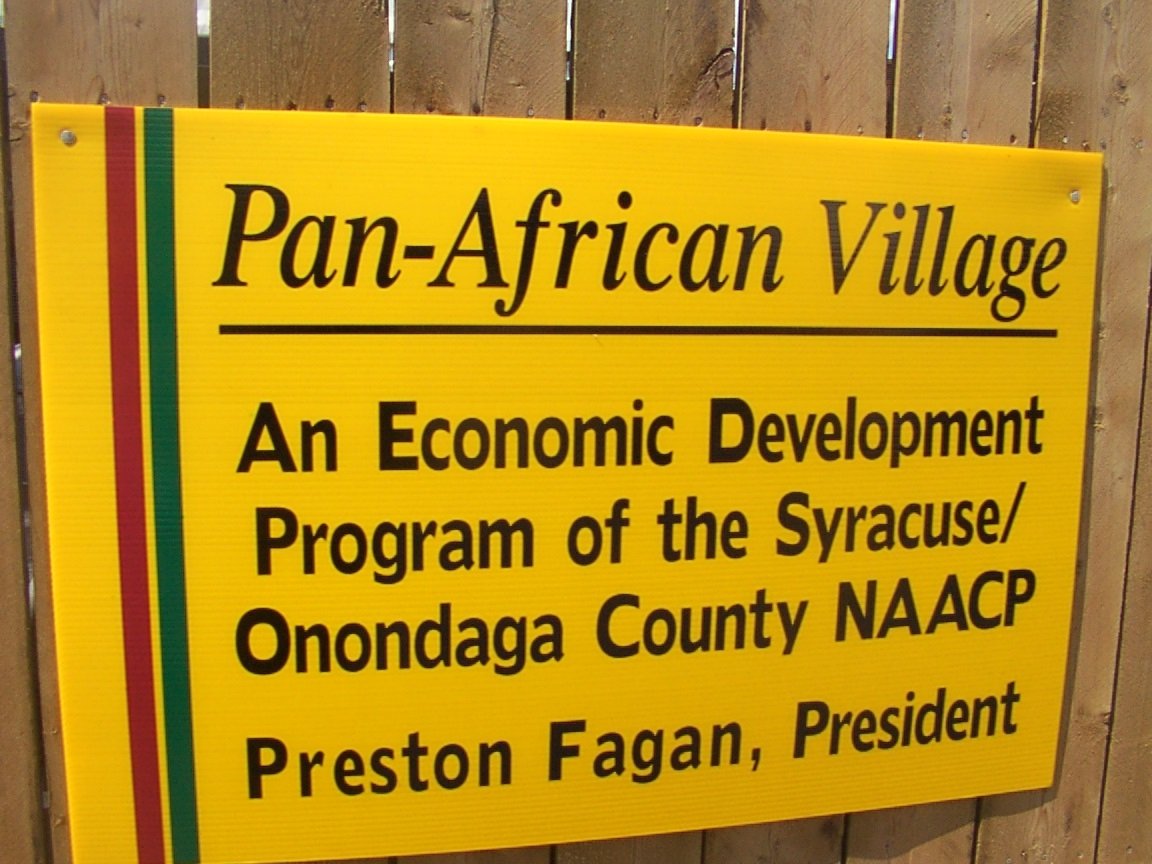 Pan-African Village
An Economic Development
Program of the Syracuse/
Onondaga County NAACP
Preston Fagan, President